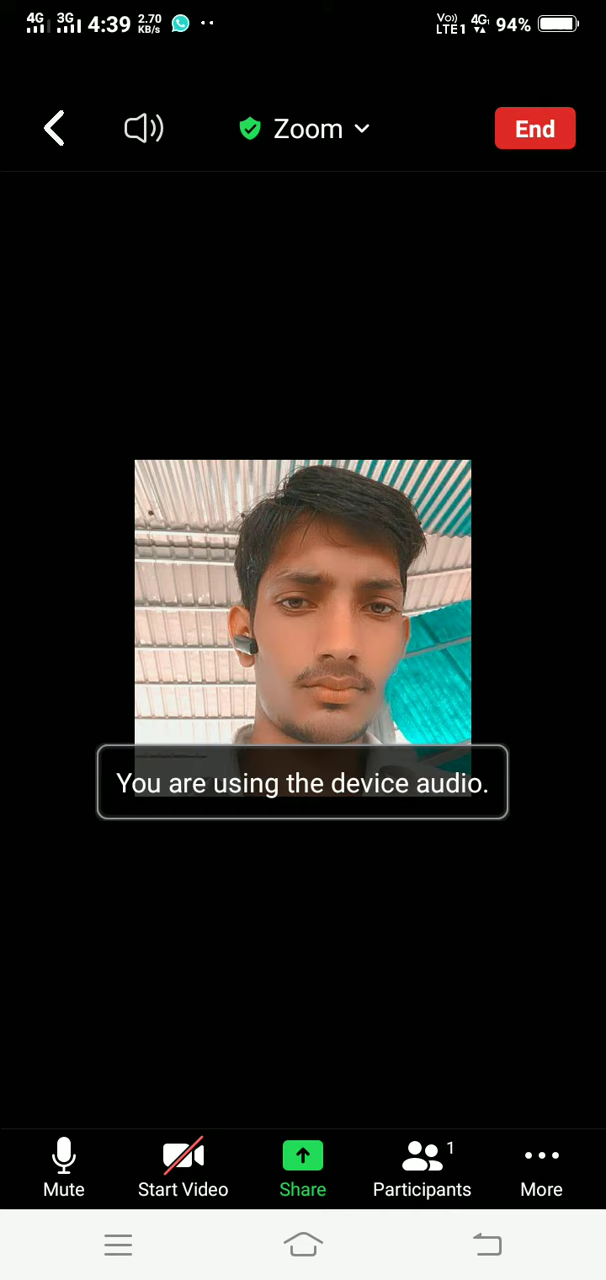 4G 3G 4:39 2.70 KB/s
Vo)) LTE1 4G 94%
Zoom
End
You are using the device audio.
Mute Start Video Share Participants 1 More